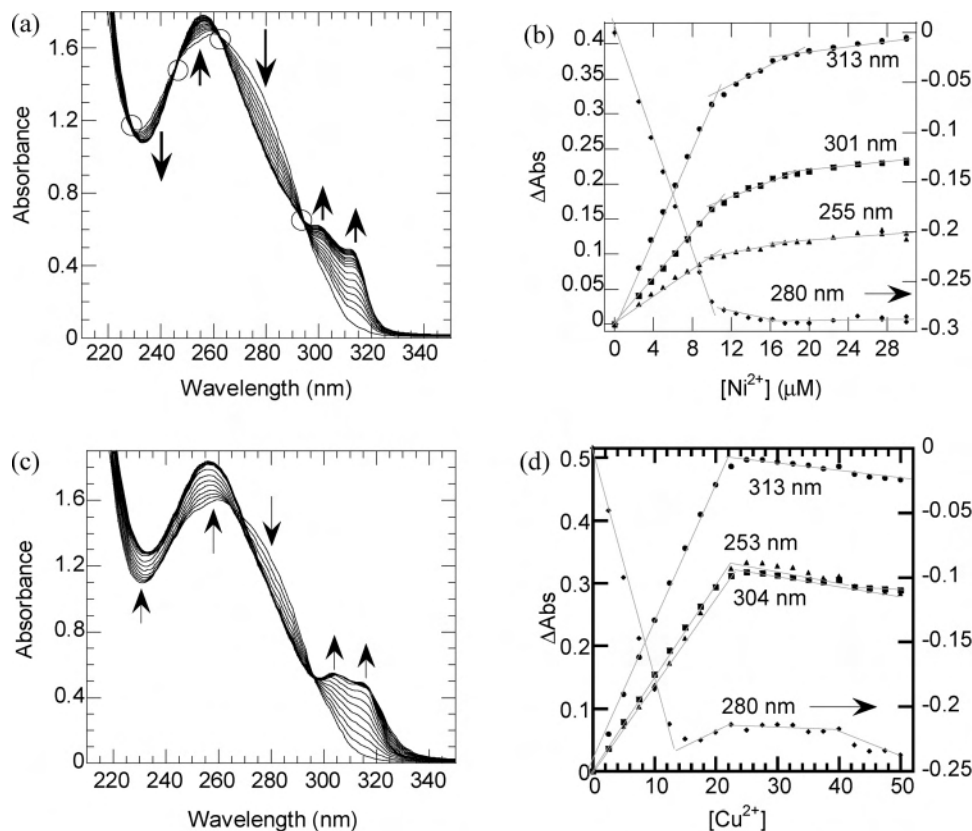 (a)
1.6
1.2
0.8
0.4
0
Absorbance
220 240 260 280 300 320 340
Wavelength (nm)
(b)
0.4
0.35
0.30
0.25
0.20
0.15
0.10
0.05
0
ΔAbs
0
-0.05
-0.1
-0.15
-0.2
-0.25
-0.3
313 nm
301 nm
255 nm
280 nm
0 4 8 12 16 20 24 28
[Ni2+] (μM)
(c)
1.6
1.2
0.8
0.4
0
Absorbance
220 240 260 280 300 320 340
Wavelength (nm)
(d)
0.5
0.4
0.3
0.2
0.1
0
ΔAbs
0
-0.05
-0.1
-0.15
-0.2
-0.25
313 nm
253 nm
304 nm
280 nm
0 10 20 30 40 50
[Cu2+]